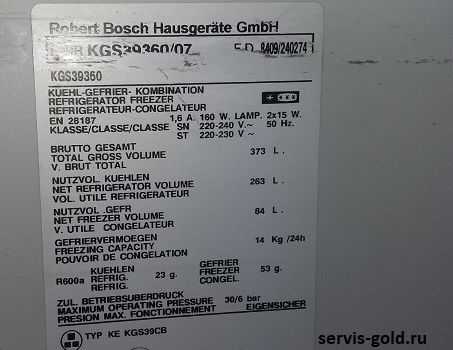 Robert Bosch Hausgeräte GmbH
KGS39360/07 F.D. 8409/240274
KGS39360
KUEHL-GEFRIER- KOMBINATION
REFRIGERATOR FREEZER
REFRIGERATEUR-CONGELATEUR
EN 28187 1,6 A. 160 W. LAMP. 2x15 W.
KLASSE/CLASSE/CLASSE SN 220-240 V.~ 50 Hz.
ST 220-230 V ~
BRUTTO GESAMT
TOTAL GROSS VOLUME 373 L .
V. BRUT TOTAL
NUTZVOL. KUEHLEN
NET REFRIGERATOR VOLUME 263 L .
VOL. UTILE REFRIGERATEUR
NUTZVOL .GEFR
NET FREEZER VOLUME 84 L .
V. UTILE CONGELATEUR
GEFRIERVERMOEGEN
FREEZING CAPACITY 14 Kg /24h
POUVOIR DE CONGELATION
KUEHLEN GEFRIER
R600a REFRIG. 23 g. FREEZER 53 g.
REFRIG. CONGEL.
ZUL. BETRIEBSUBERDRUCK
MAXIMUM OPERATING PRESSURE 30/6 bar
PRESION MAX. FONCTIONNEMENT EIGENSICHER
TYP KE KGS39CB
servis-gold.ru